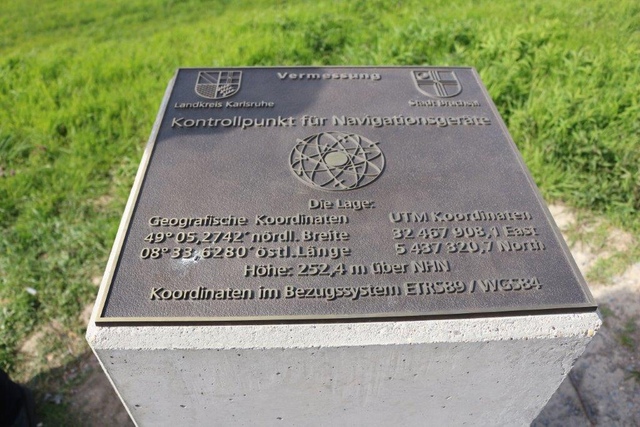 Vermessung
Landkreis Karlsruhe
Stadt Bruchsal
Kontrollpunkt für Navigationsgeräte
Die Lage:
Geografische Koordinaten
49° 05,2742' nördl. Breite
08° 33,6280' östl. Länge
UTM Koordinaten
32 467 908,1 East
5 437 320,7 North
Höhe: 252,4 m über NHN
Koordinaten im Bezugssystem ETRS89 / WGS84